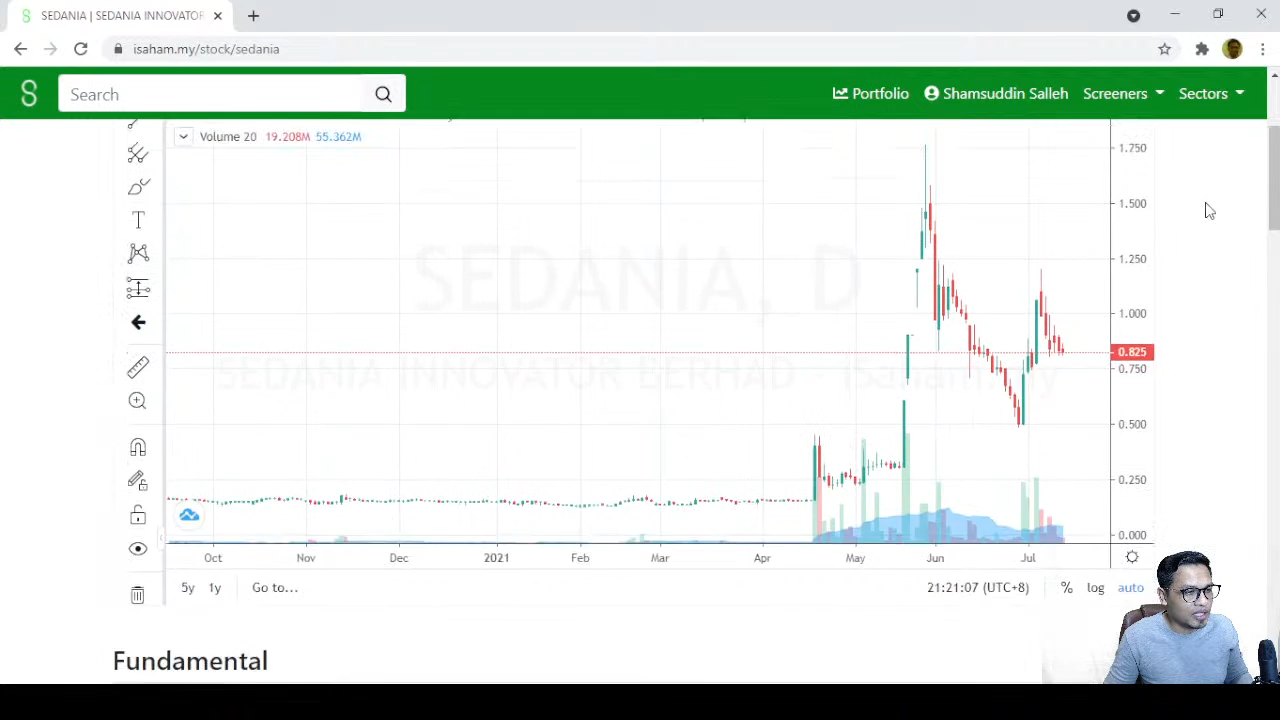 SEDANIA | SEDANIA INNOVATOR
isaham.my/stock/sedania
Search
Portfolio
Shamsuddin Salleh
Screeners
Sectors
Volume 20 19.208M 55.362M
SEDANIA, D
SEDANIA INNOVATOR BERHAD - iSaham.my
1.750
1.500
1.250
1.000
0.825
0.750
0.500
0.250
0.000
Oct Nov Dec 2021 Feb Mar Apr May Jun Jul
5y 1y Go to... 21:21:07 (UTC+8) % log auto
Fundamental